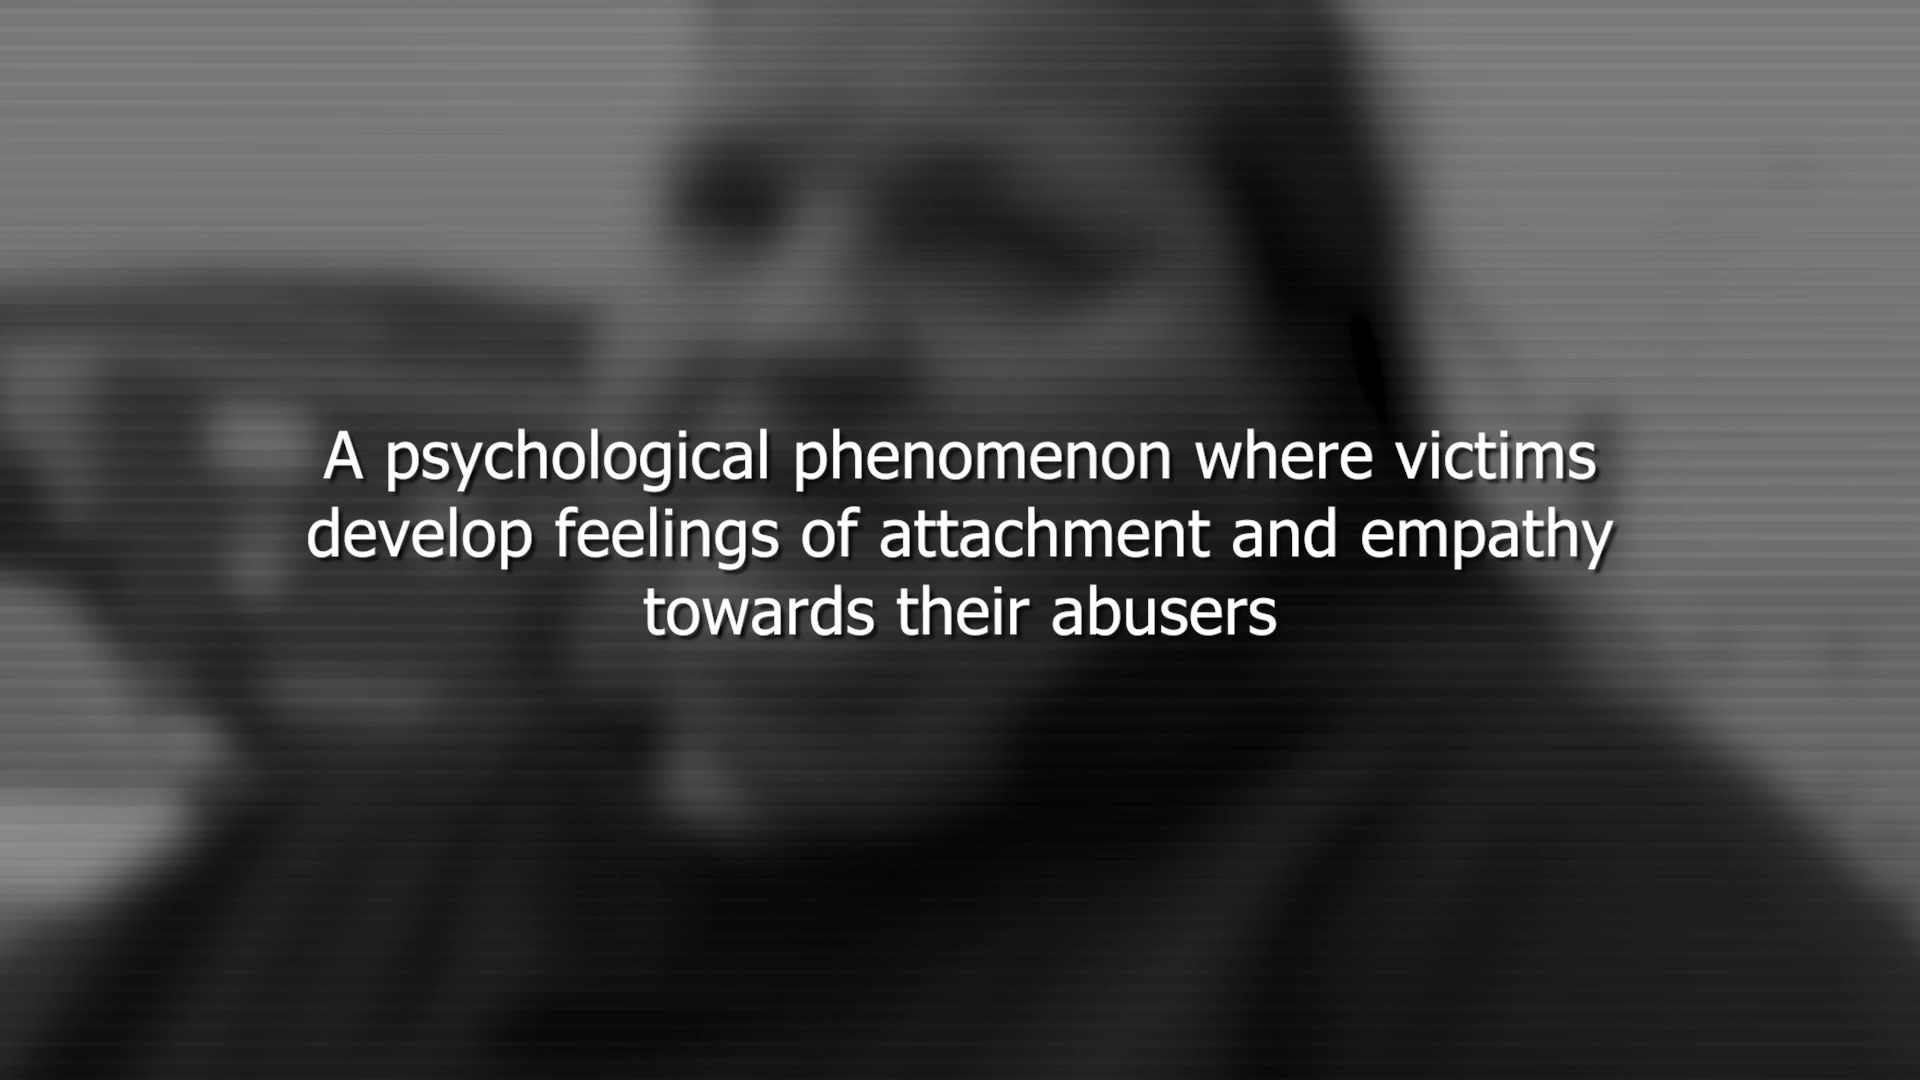 A psychological phenomenon where victims
develop feelings of attachment and empathy
towards their abusers